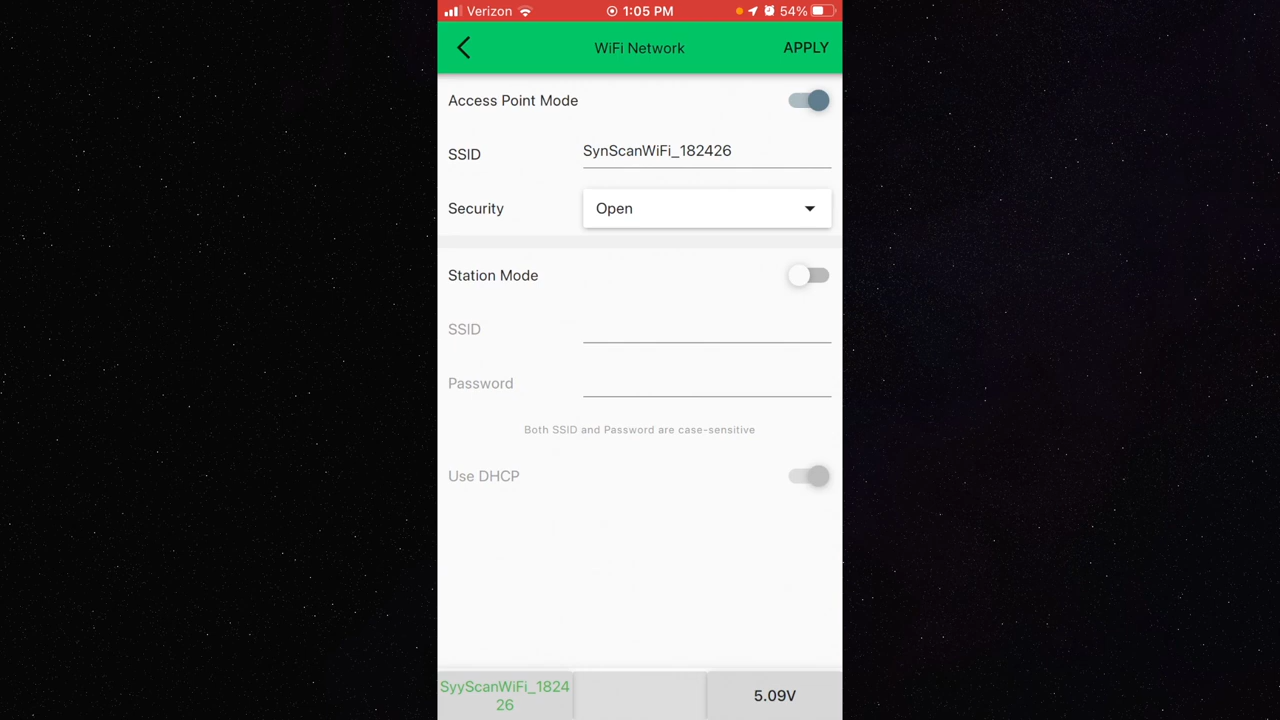 Verizon 1:05 PM 54%
WiFi Network APPLY
Access Point Mode
SSID SynScanWiFi_182426
Security Open
Station Mode
SSID
Password
Both SSID and Password are case-sensitive
Use DHCP
SyyScanWiFi_1824
26
5.09V